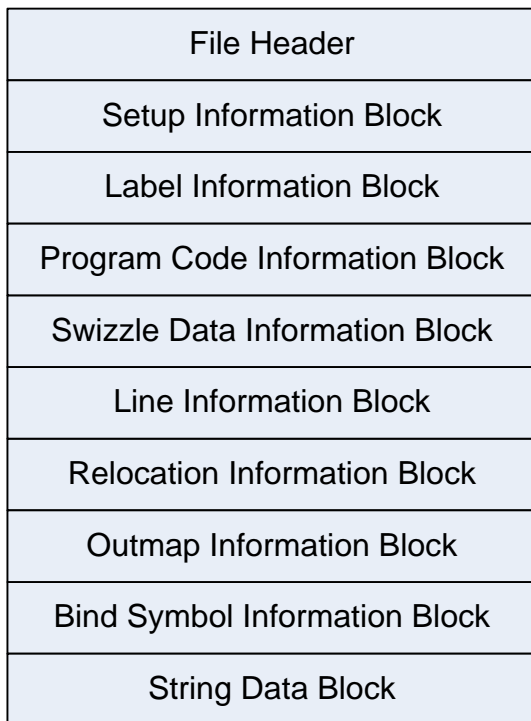 File Header
Setup Information Block
Label Information Block
Program Code Information Block
Swizzle Data Information Block
Line Information Block
Relocation Information Block
Outmap Information Block
Bind Symbol Information Block
String Data Block